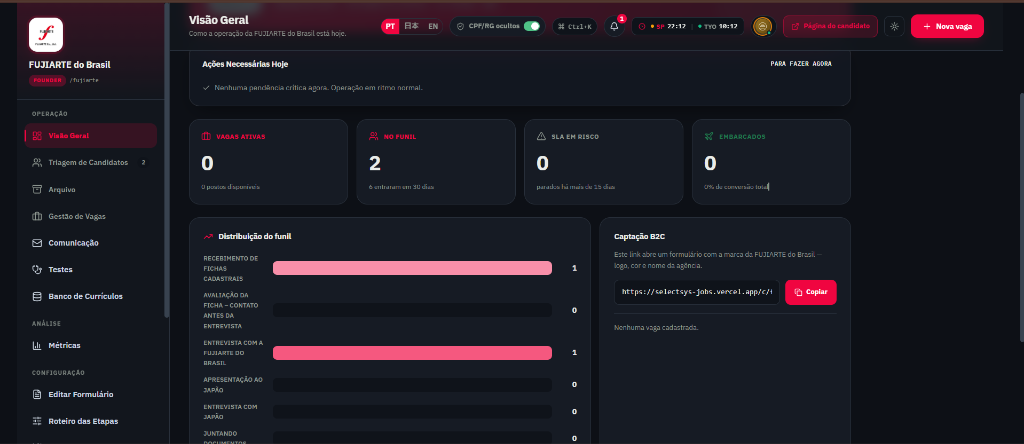 FUJIARTE do Brasil
FOUNDER /fujiarte
OPERAÇÃO
Visão Geral
Triagem de Candidatos 2
Arquivo
Gestão de Vagas
Comunicação
Testes
Banco de Currículos
ANÁLISE
Métricas
CONFIGURAÇÃO
Editar Formulário
Roteiro das Etapas
Visão Geral
Como a operação da FUJIARTE do Brasil está hoje.
PT 日本 EN
CPF/RG ocultos
⌘ Ctrl+K
1
SP 22:12 TYO 10:12
Página do candidato
+ Nova vaga
Ações Necessárias Hoje
PARA FAZER AGORA
Nenhuma pendência crítica agora. Operação em ritmo normal.
VAGAS ATIVAS
0
0 postos disponíveis
NO FUNIL
2
6 entraram em 30 dias
SLA EM RISCO
0
parados há mais de 15 dias
EMBARCADOS
0
0% de conversão total
Distribuição do funil
RECEBIMENTO DE
FICHAS
CADASTRAIS
1
AVALIAÇÃO DA
FICHA – CONTATO
ANTES DA
ENTREVISTA
0
ENTREVISTA COM A
FUJIARTE DO
BRASIL
1
APRESENTAÇÃO AO
JAPÃO
0
ENTREVISTA COM
JAPÃO
0
JUNTANDO
DOCUMENTOS
0
Captação B2C
Este link abre um formulário com a marca da FUJIARTE do Brasil —
logo, cor e nome da agência.
https://selectsys-jobs.vercel.app/c/f
Copiar
Nenhuma vaga cadastrada.